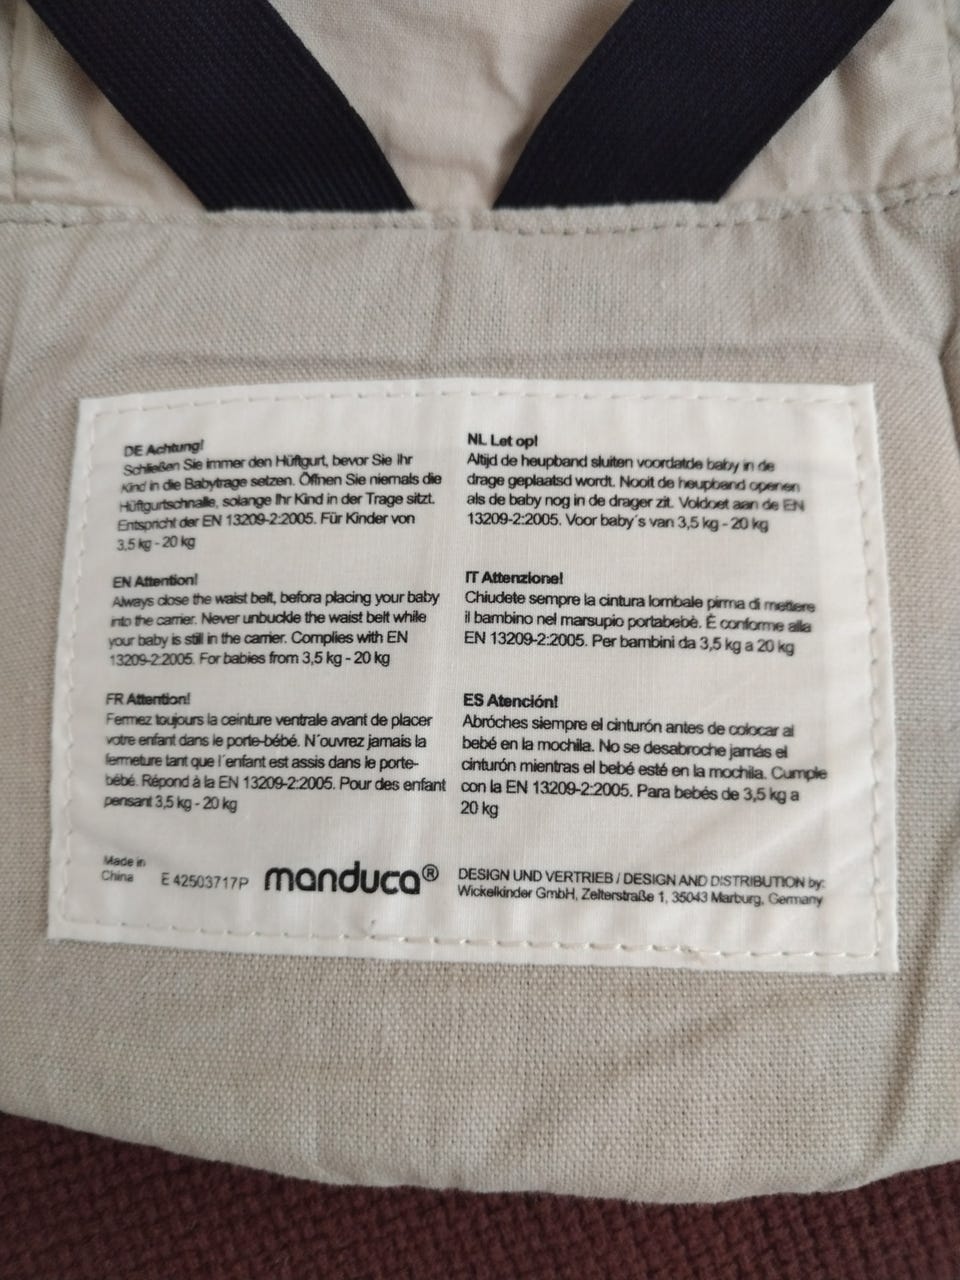 DE Achtung!
Schließen Sie immer den Hüftgurt, bevor Sie Ihr
Kind in die Babytrage setzen. Öffnen Sie niemals die
Hüftgurtschnalle, solange Ihr Kind in der Trage sitzt.
Entspricht der EN 13209-2:2005. Für Kinder von
3,5 kg - 20 kg
EN Attention!
Always close the waist belt, befora placing your baby
into the carrier. Never unbuckle the waist belt while
your baby is still in the carrier. Complies with EN
13209-2:2005. For babies from 3,5 kg - 20 kg
FR Attention!
Fermez toujours la ceinture ventrale avant de placer
votre enfant dans le porte-bébé. N´ouvrez jamais la
fermeture tant que l´enfant est assis dans le porte-
bébé. Répond à la EN 13209-2:2005. Pour des enfant
pensant 3,5 kg - 20 kg
NL Let op!
Altijd de heupband sluiten voordatde baby in de
drage geplaatsd wordt. Nooit de heupband openen
als de baby nog in de drager zit. Voldoet aan de EN
13209-2:2005. Voor baby´s van 3,5 kg - 20 kg
IT Attenzione!
Chiudete sempre la cintura lombale pirma di mettere
il bambino nel marsupio portabebè. È conforme alla
EN 13209-2:2005. Per bambini da 3,5 kg a 20 kg
ES Atención!
Abróches siempre el cinturón antes de colocar al
bebé en la mochila. No se desabroche jamás el
cinturón mientras el bebé esté en la mochila. Cumple
con la EN 13209-2:2005. Para bebés de 3,5 kg a
20 kg
Made in
China
E 42503717P
manduca®
DESIGN UND VERTRIEB / DESIGN AND DISTRIBUTION by:
Wickelkinder GmbH, Zelterstraße 1, 35043 Marburg, Germany